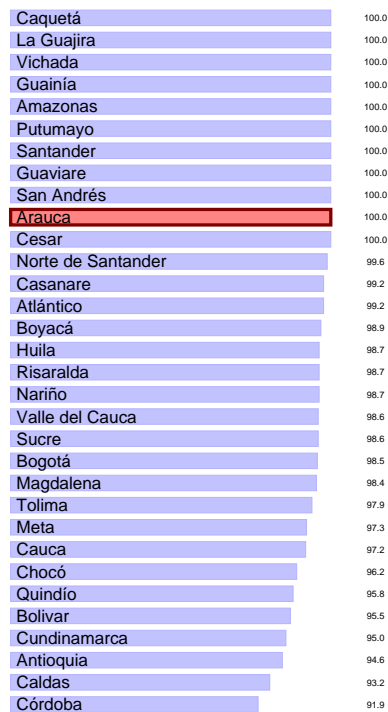 Caquetá 100.0
La Guajira 100.0
Vichada 100.0
Guainía 100.0
Amazonas 100.0
Putumayo 100.0
Santander 100.0
Guaviare 100.0
San Andrés 100.0
Arauca 100.0
Cesar 100.0
Norte de Santander 99.6
Casanare 99.2
Atlántico 99.2
Boyacá 98.9
Huila 98.7
Risaralda 98.7
Nariño 98.7
Valle del Cauca 98.6
Sucre 98.6
Bogotá 98.5
Magdalena 98.4
Tolima 97.9
Meta 97.3
Cauca 97.2
Chocó 96.2
Quindío 95.8
Bolivar 95.5
Cundinamarca 95.0
Antioquia 94.6
Caldas 93.2
Córdoba 91.9